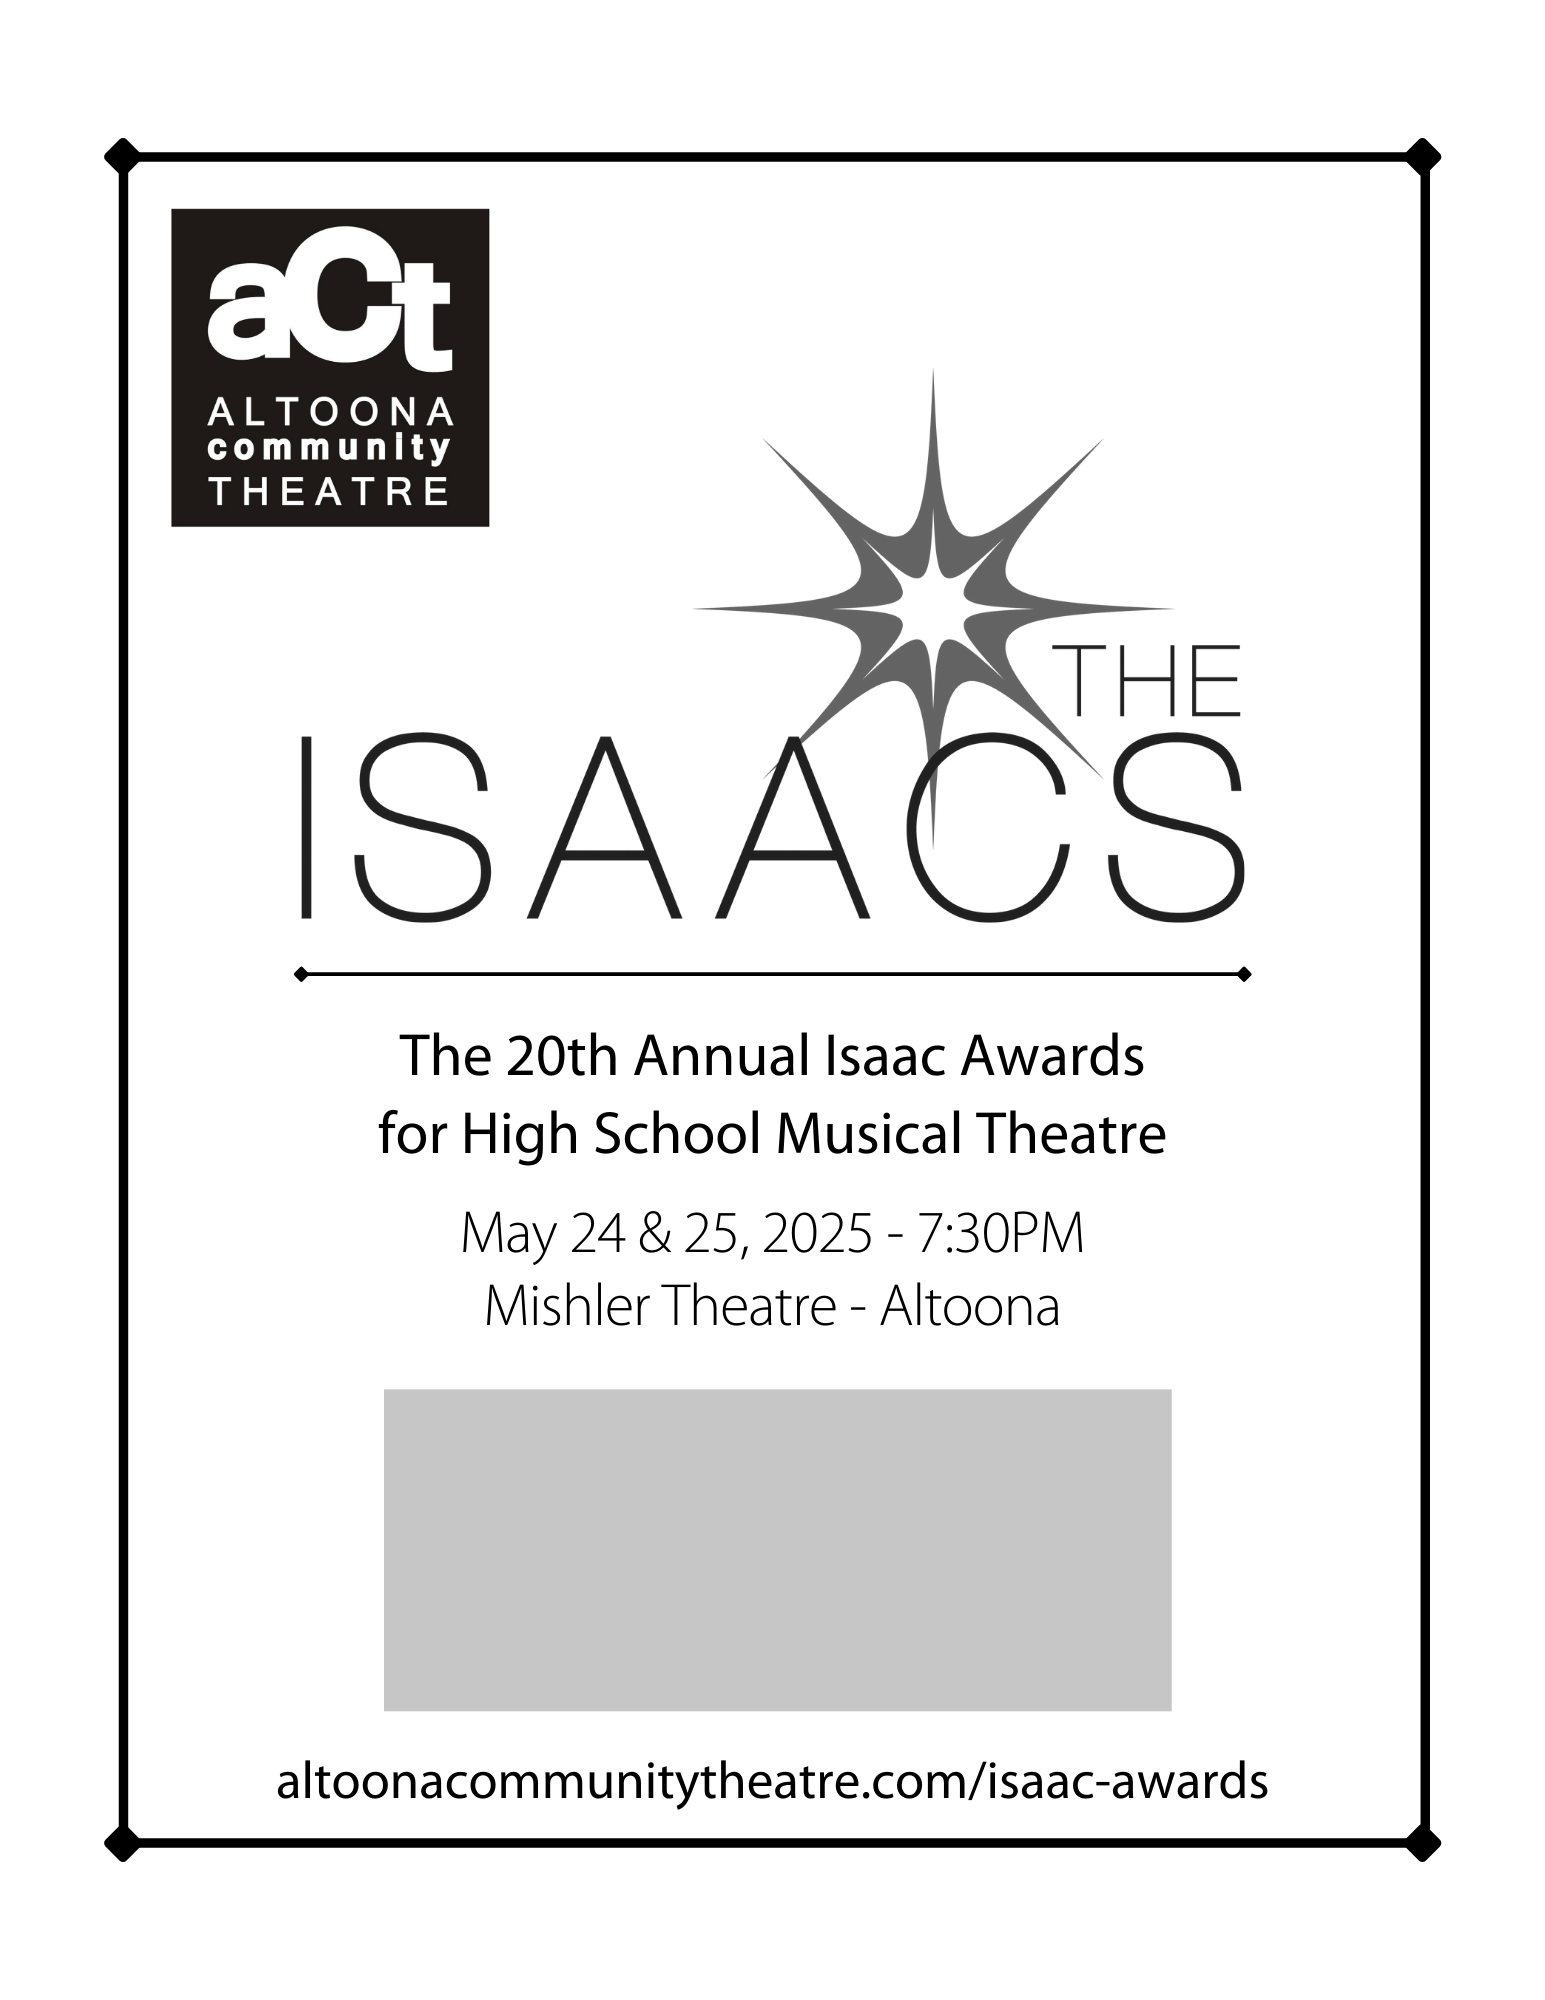 aCt
ALTOONA
community
THEATRE
THE
ISAACS
The 20th Annual Isaac Awards
for High School Musical Theatre
May 24 & 25, 2025 - 7:30PM
Mishler Theatre - Altoona
altoonacommunitytheatre.com/isaac-awards